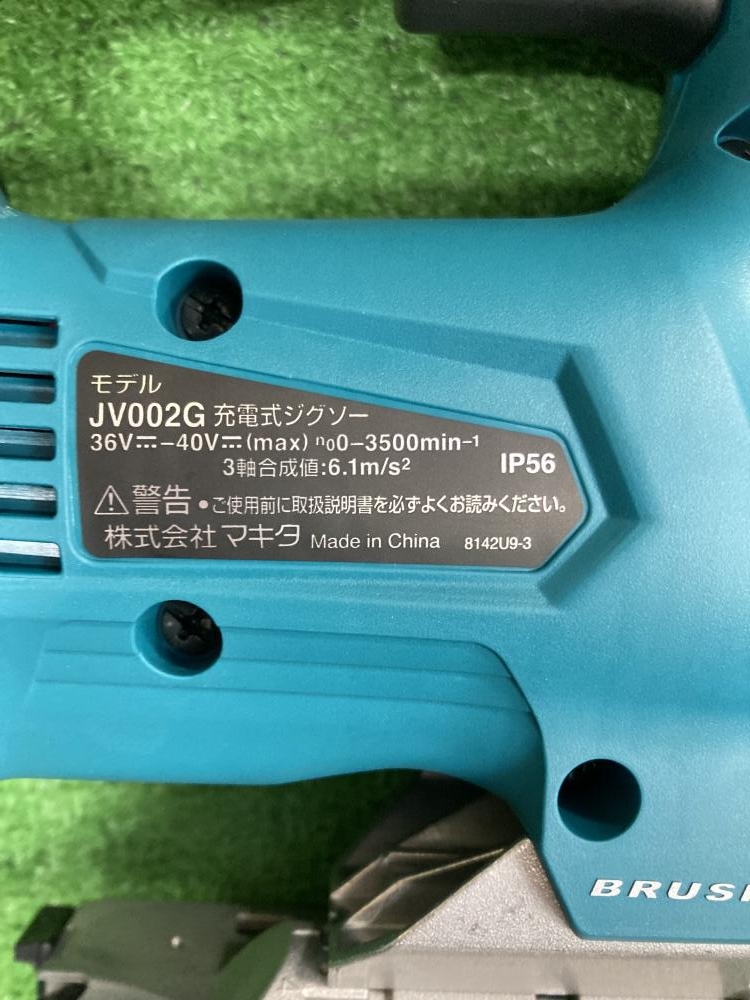 モデル
JV002G 充電式ジグソー
36V⎓-40V⎓(max) n₀0-3500min⁻¹
3軸合成値:6.1m/s²
IP56
⚠警告 •ご使用前に取扱説明書を必ずよくお読みください。
株式会社 マキタ Made in China 8142U9-3